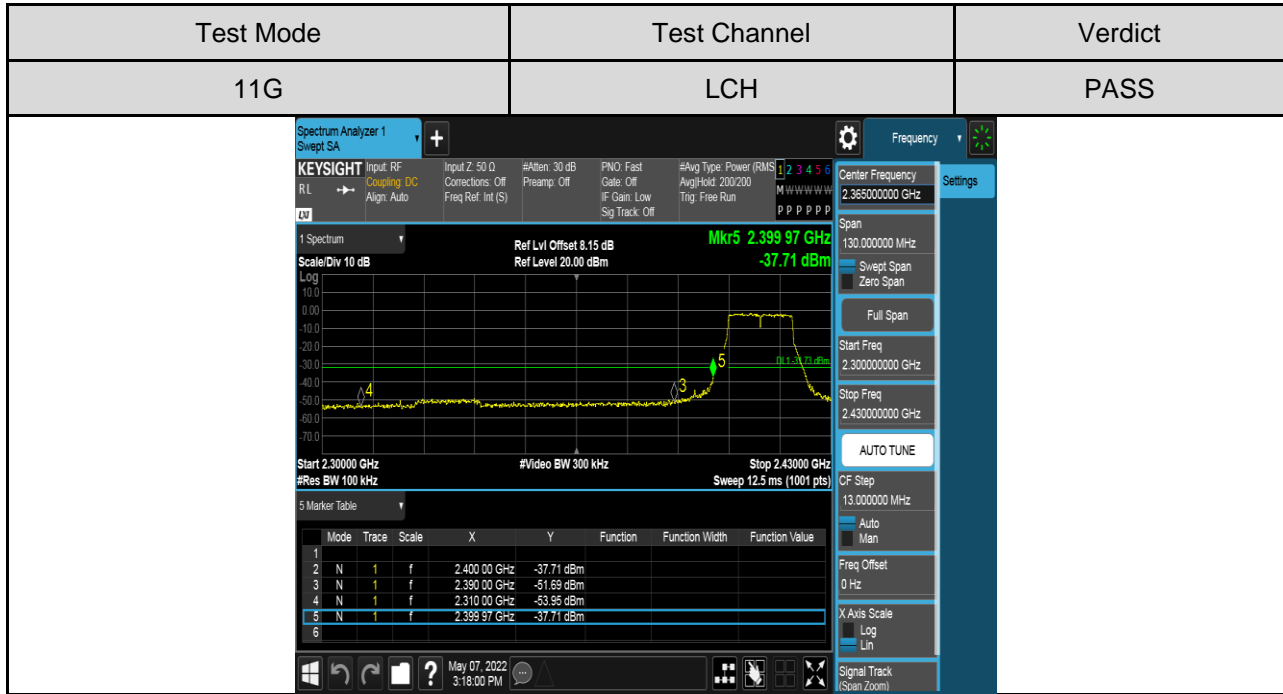 Test Mode Test Channel Verdict
11G LCH PASS
Spectrum Analyzer 1
Swept SA
+
Frequency
KEYSIGHT Input: RF Input Z: 50 Ω #Atten: 30 dB PNO: Fast #Avg Type: Power (RMS 1 2 3 4 5 6
RL Coupling: DC Corrections: Off Preamp: Off Gate: Off Avg|Hold: 200/200 M W W W W W
Align: Auto Freq Ref: Int (S) IF Gain: Low Trig: Free Run
LXI Sig Track: Off P P P P P P
1 Spectrum
Ref Lvl Offset 8.15 dB Mkr5 2.399 97 GHz
Scale/Div 10 dB Ref Level 20.00 dBm -37.71 dBm
Log
10.0
0.00
-10.0
-20.0
-30.0
-40.0
-50.0
-60.0
-70.0
4
3
5
DL1 -31.73 dBm
Start 2.30000 GHz #Video BW 300 kHz Stop 2.43000 GHz
#Res BW 100 kHz Sweep 12.5 ms (1001 pts)
5 Marker Table
Mode Trace Scale X Y Function Function Width Function Value
1
2 N 1 f 2.400 00 GHz -37.71 dBm
3 N 1 f 2.390 00 GHz -51.69 dBm
4 N 1 f 2.310 00 GHz -53.95 dBm
5 N 1 f 2.399 97 GHz -37.71 dBm
6
?
May 07, 2022
3:18:00 PM
Center Frequency
2.365000000 GHz
Settings
Span
130.000000 MHz
Swept Span
Zero Span
Full Span
Start Freq
2.300000000 GHz
Stop Freq
2.430000000 GHz
AUTO TUNE
CF Step
13.000000 MHz
Auto
Man
Freq Offset
0 Hz
X Axis Scale
Log
Lin
Signal Track
(Span Zoom)